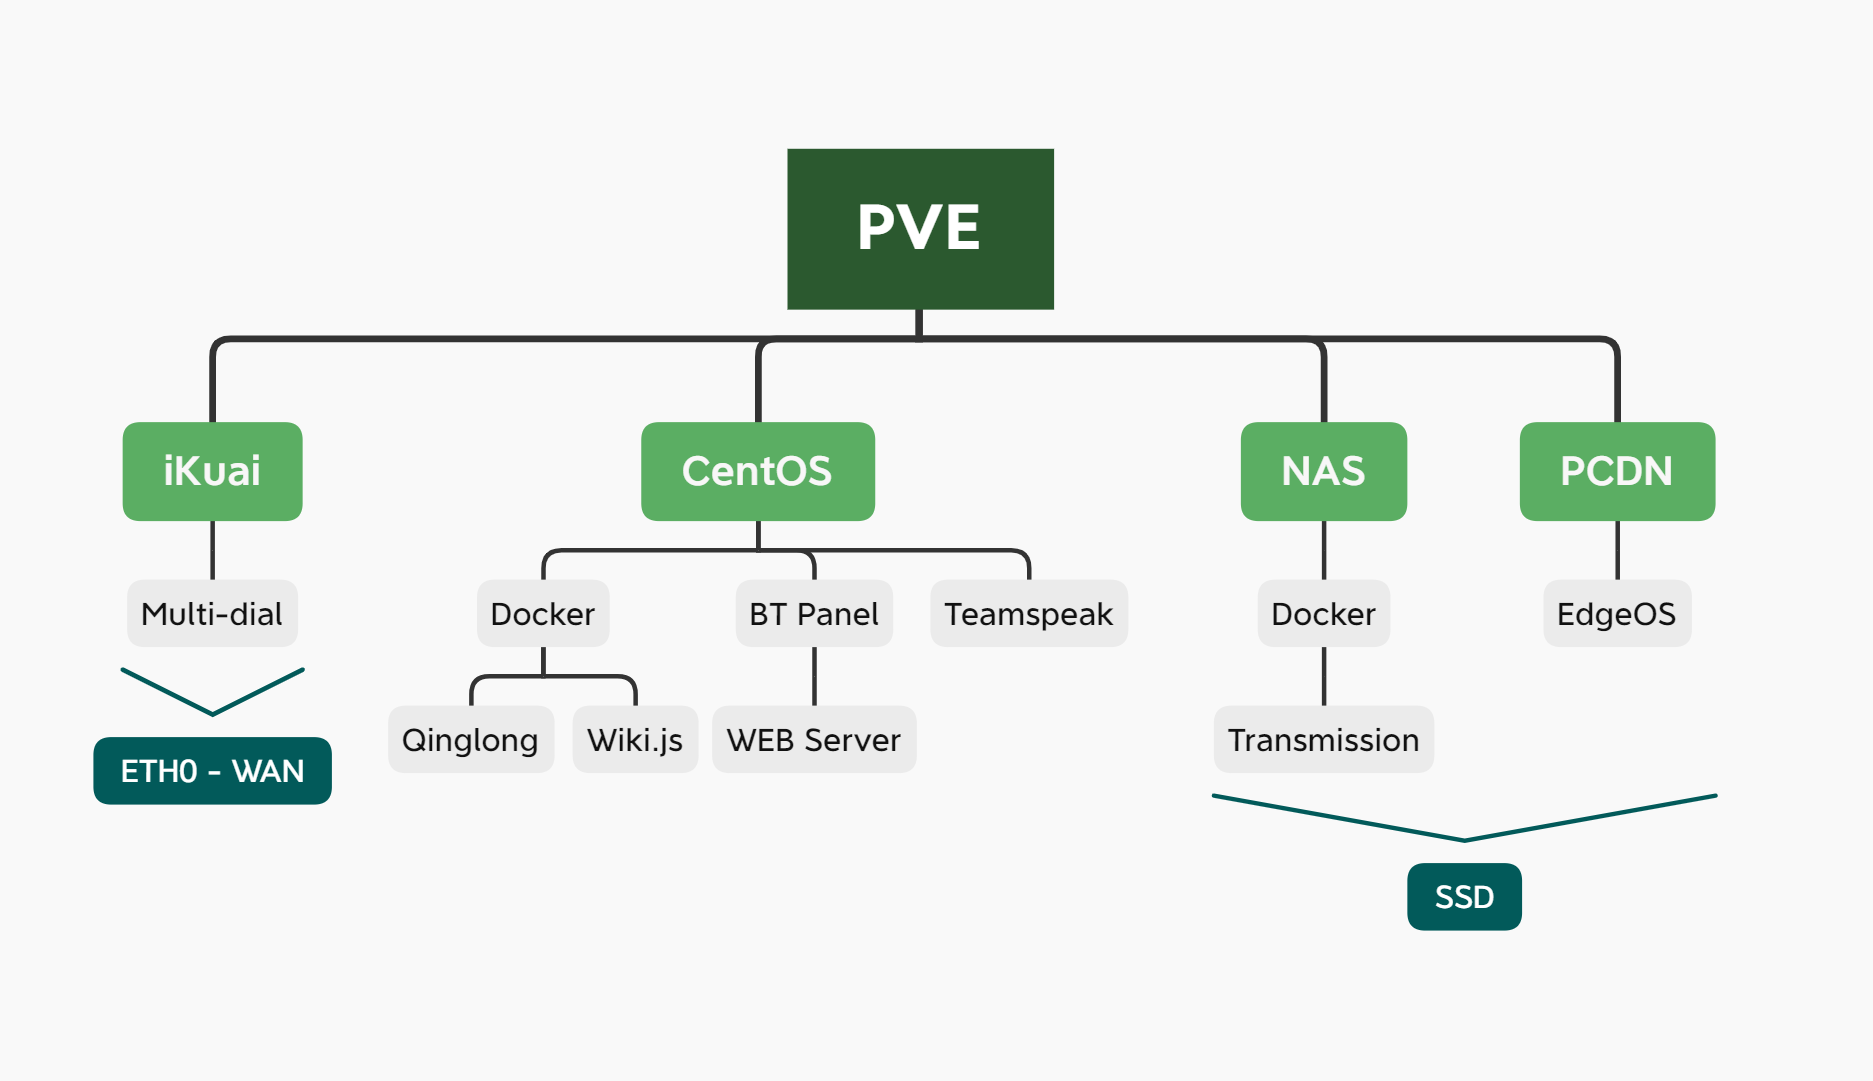 PVE
iKuai
CentOS
NAS
PCDN
Multi-dial
Docker
BT Panel
Teamspeak
Docker
EdgeOS
Qinglong
Wiki.js
WEB Server
Transmission
ETH0 - WAN
SSD